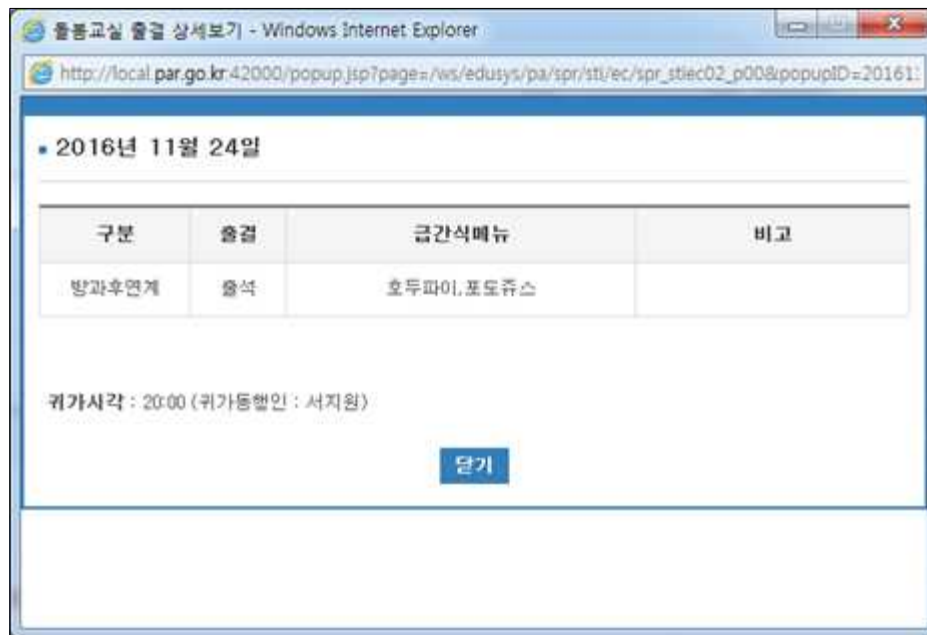 돌봄교실 출결 상세보기 - Windows Internet Explorer
http://local.par.go.kr:42000/popup.jsp?page=/ws/edusys/pa/spr/sti/ec/spr_stiec02_p00&popupID=20161
2016년 11월 24일
구분 출결 급간식메뉴 비고
방과후연계 출석 호두파이,포도쥬스
귀가시각 : 20:00 (귀가동행인 : 서지원)
닫기